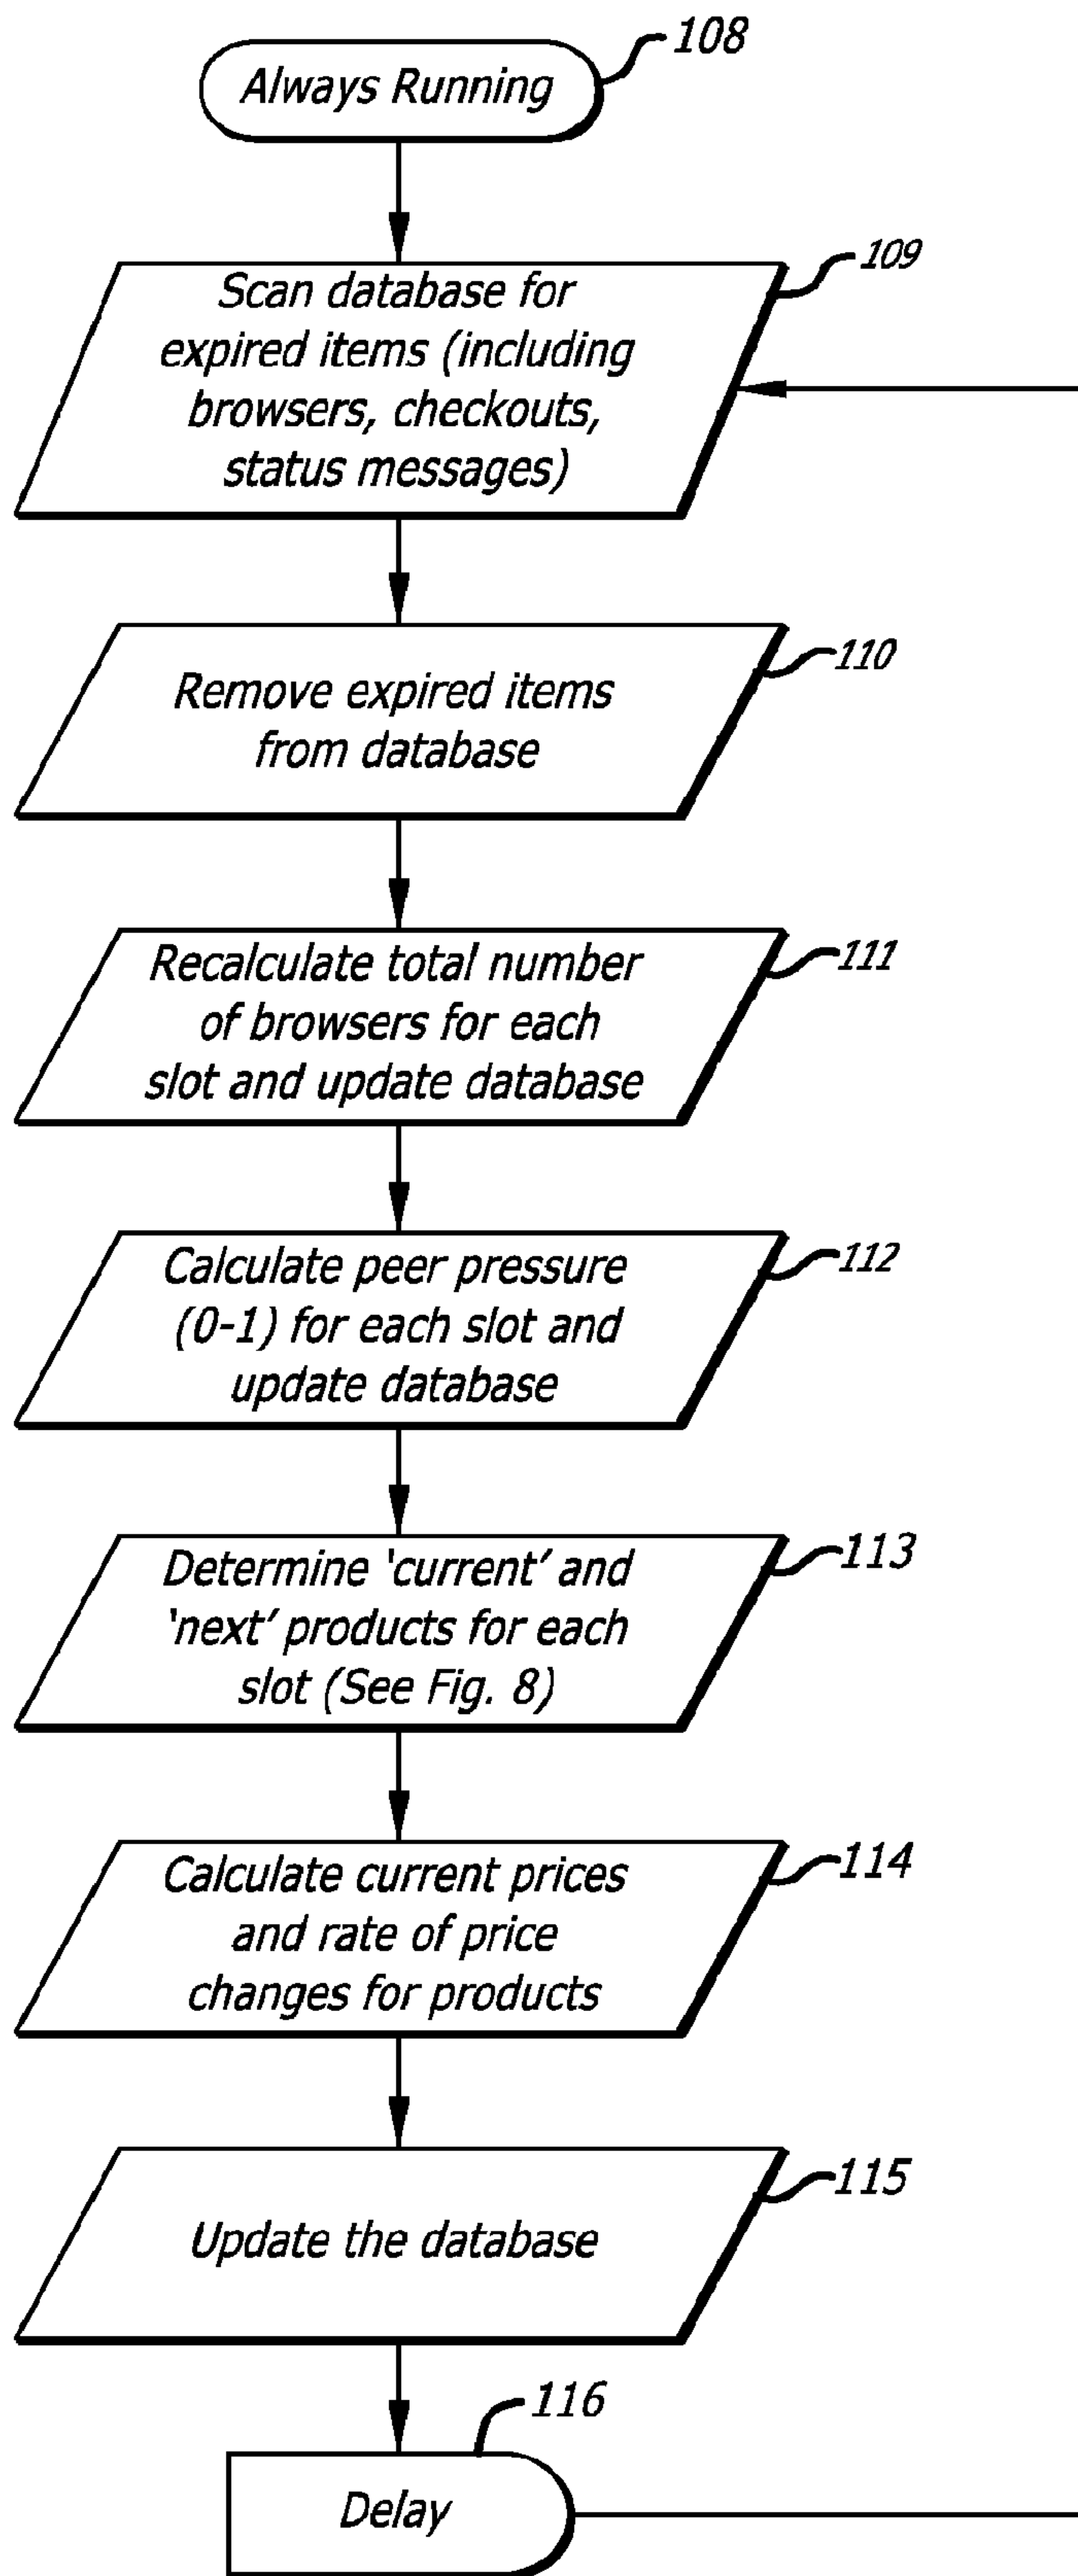 108
Always Running
109
Scan database for
expired items (including
browsers, checkouts,
status messages)
110
Remove expired items
from database
111
Recalculate total number
of browsers for each
slot and update database
112
Calculate peer pressure
(0-1) for each slot and
update database
113
Determine ‘current’ and
‘next’ products for each
slot (See Fig. 8)
114
Calculate current prices
and rate of price
changes for products
115
Update the database
116
Delay